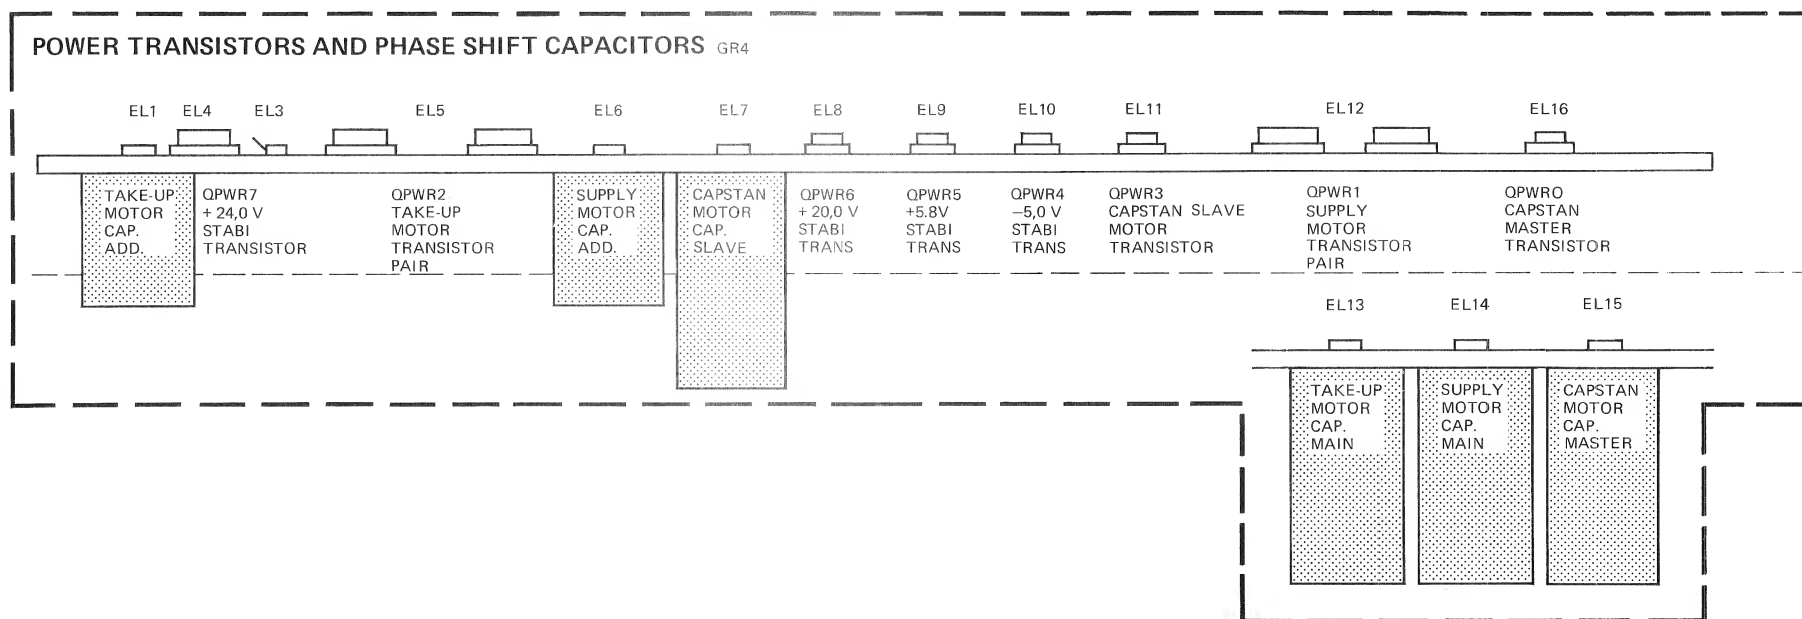 POWER TRANSISTORS AND PHASE SHIFT CAPACITORS GR4
EL1 EL4 EL3 EL5 EL6 EL7 EL8 EL9 EL10 EL11 EL12 EL16
TAKE-UP
MOTOR
CAP.
ADD.
QPWR7
+ 24,0 V
STABI
TRANSISTOR
QPWR2
TAKE-UP
MOTOR
TRANSISTOR
PAIR
SUPPLY
MOTOR
CAP.
ADD.
CAPSTAN
MOTOR
CAP.
SLAVE
QPWR6
+ 20,0 V
STABI
TRANS
QPWR5
+5.8V
STABI
TRANS
QPWR4
−5,0 V
STABI
TRANS
QPWR3
CAPSTAN SLAVE
MOTOR
TRANSISTOR
QPWR1
SUPPLY
MOTOR
TRANSISTOR
PAIR
QPWRO
CAPSTAN
MASTER
TRANSISTOR
EL13 EL14 EL15
TAKE-UP
MOTOR
CAP.
MAIN
SUPPLY
MOTOR
CAP.
MAIN
CAPSTAN
MOTOR
CAP.
MASTER